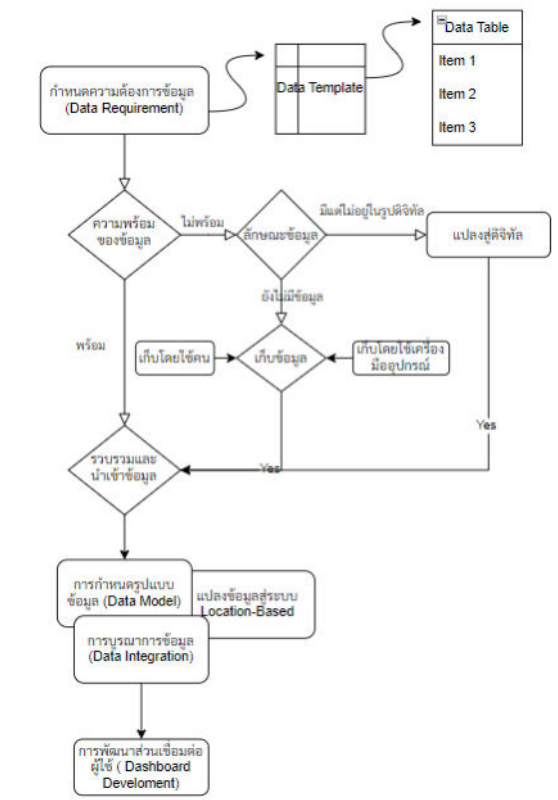 Data Table
Item 1
Item 2
Item 3
Data Template
กำหนดความต้องการข้อมูล
(Data Requirement)
ความพร้อม
ของข้อมูล
ไม่พร้อม
ลักษณะข้อมูล
มีแต่ไม่อยู่ในรูปดิจิทัล
แปลงสู่ดิจิทัล
ยังไม่มีข้อมูล
พร้อม
เก็บโดยใช้คน
เก็บข้อมูล
เก็บโดยใช้เครื่อง
มืออุปกรณ์
Yes
รวบรวมและ
นำเข้าข้อมูล
Yes
การกำหนดรูปแบบ
ข้อมูล (Data Model)
แปลงข้อมูลสู่ระบบ
Location-Based
การบูรณาการข้อมูล
(Data Integration)
การพัฒนาส่วนเชื่อมต่อ
ผู้ใช้ ( Dashboard
Develoment)